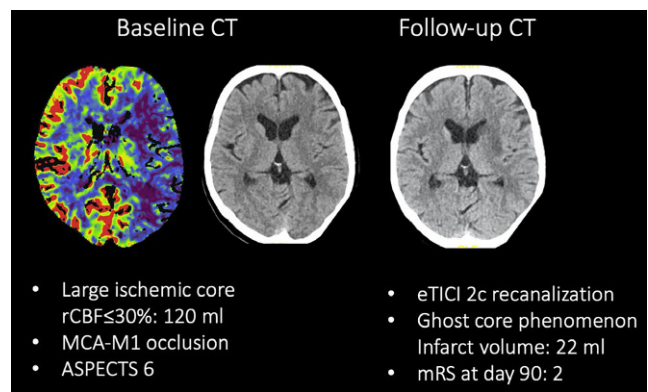 Baseline CT
Follow-up CT
• Large ischemic core
rCBF≤30%: 120 ml
• MCA-M1 occlusion
• ASPECTS 6
• eTICI 2c recanalization
• Ghost core phenomenon
Infarct volume: 22 ml
• mRS at day 90: 2